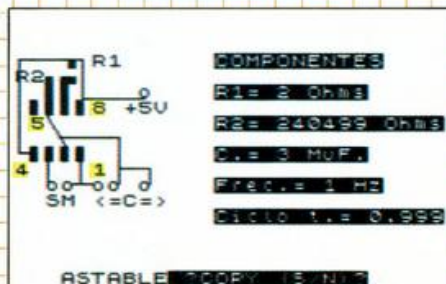 R1
R2
5
8
+5V
4
1
SM <=C=>
COMPONENTES
R1= 2 Ohms
R2= 240499 Ohms
C.= 3 MuF.
Frec.= 1 Hz
Ciclo t.= 0.999
ASTABLE ?COPY (S/N)?